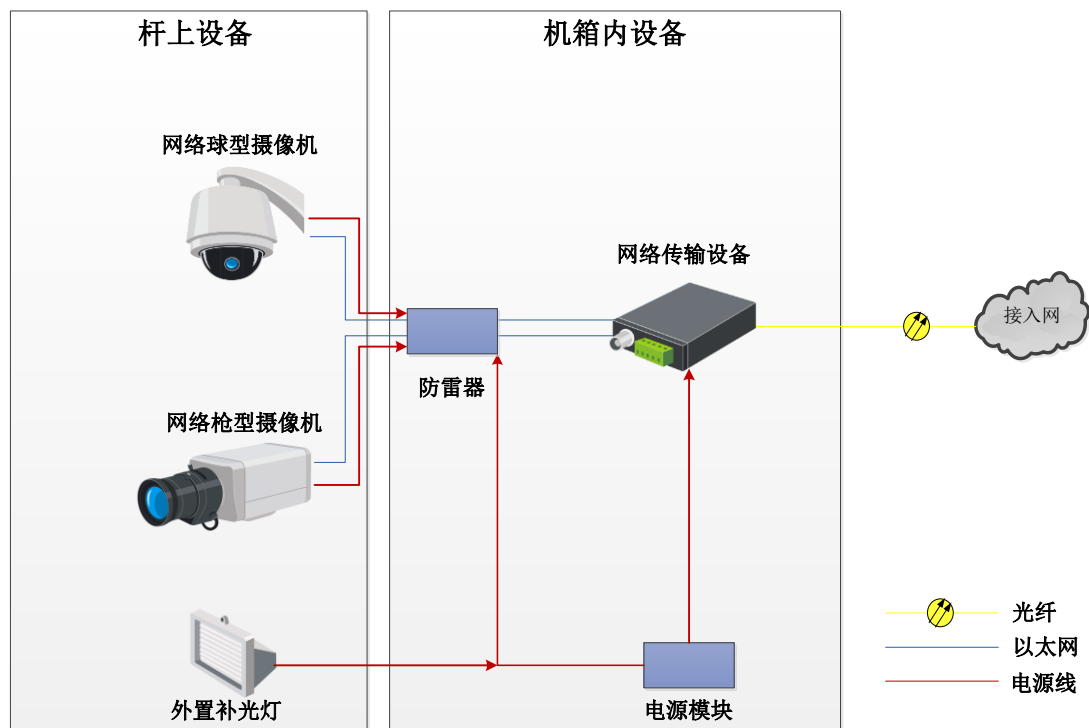 杆上设备
机箱内设备
网络球型摄像机
网络传输设备
接入网
防雷器
网络枪型摄像机
光纤
以太网
电源线
外置补光灯
电源模块